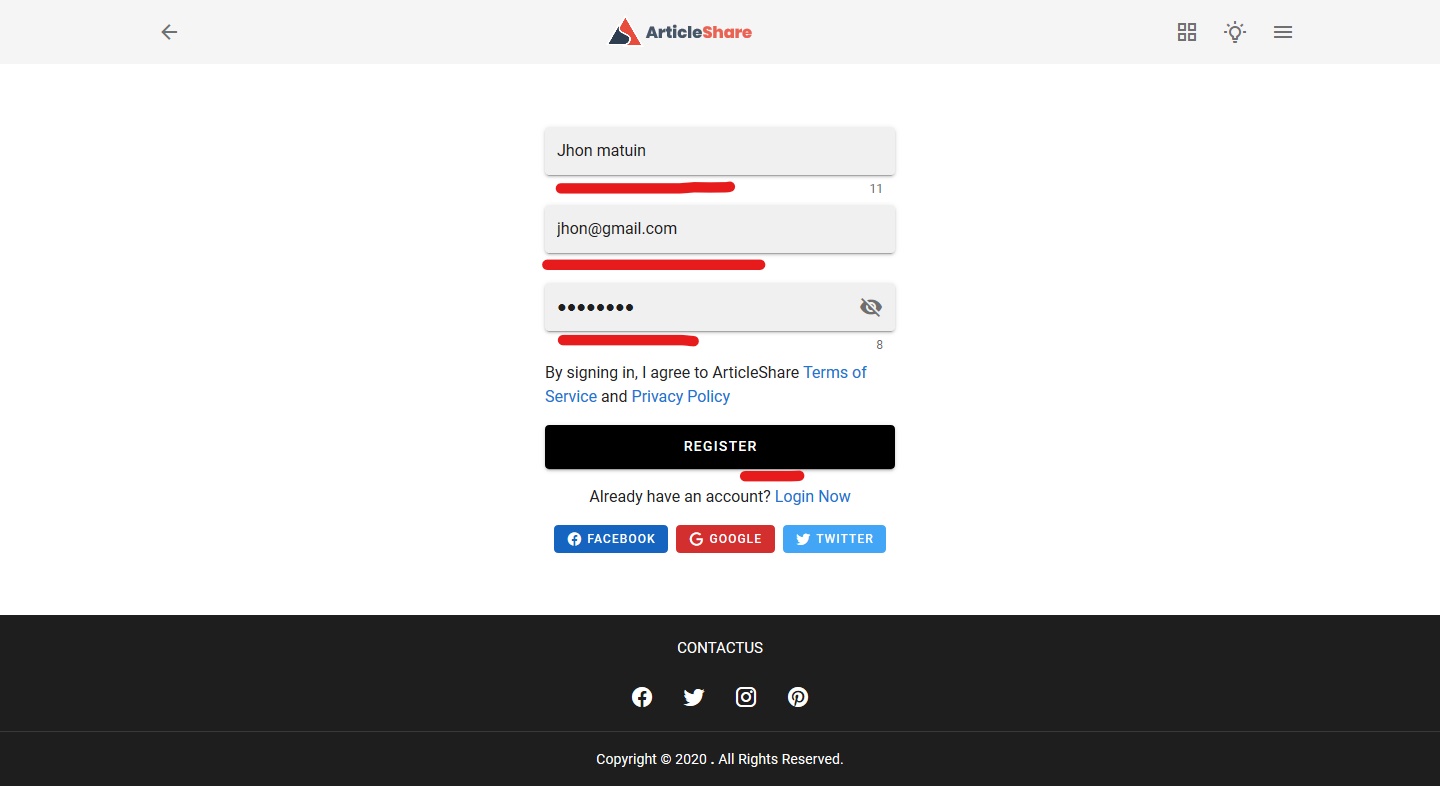 ArticleShare
Jhon matuin
11
jhon@gmail.com
●●●●●●●●
8
By signing in, I agree to ArticleShare Terms of
Service and Privacy Policy
REGISTER
Already have an account? Login Now
FACEBOOK GOOGLE TWITTER
CONTACTUS
Copyright © 2020 . All Rights Reserved.